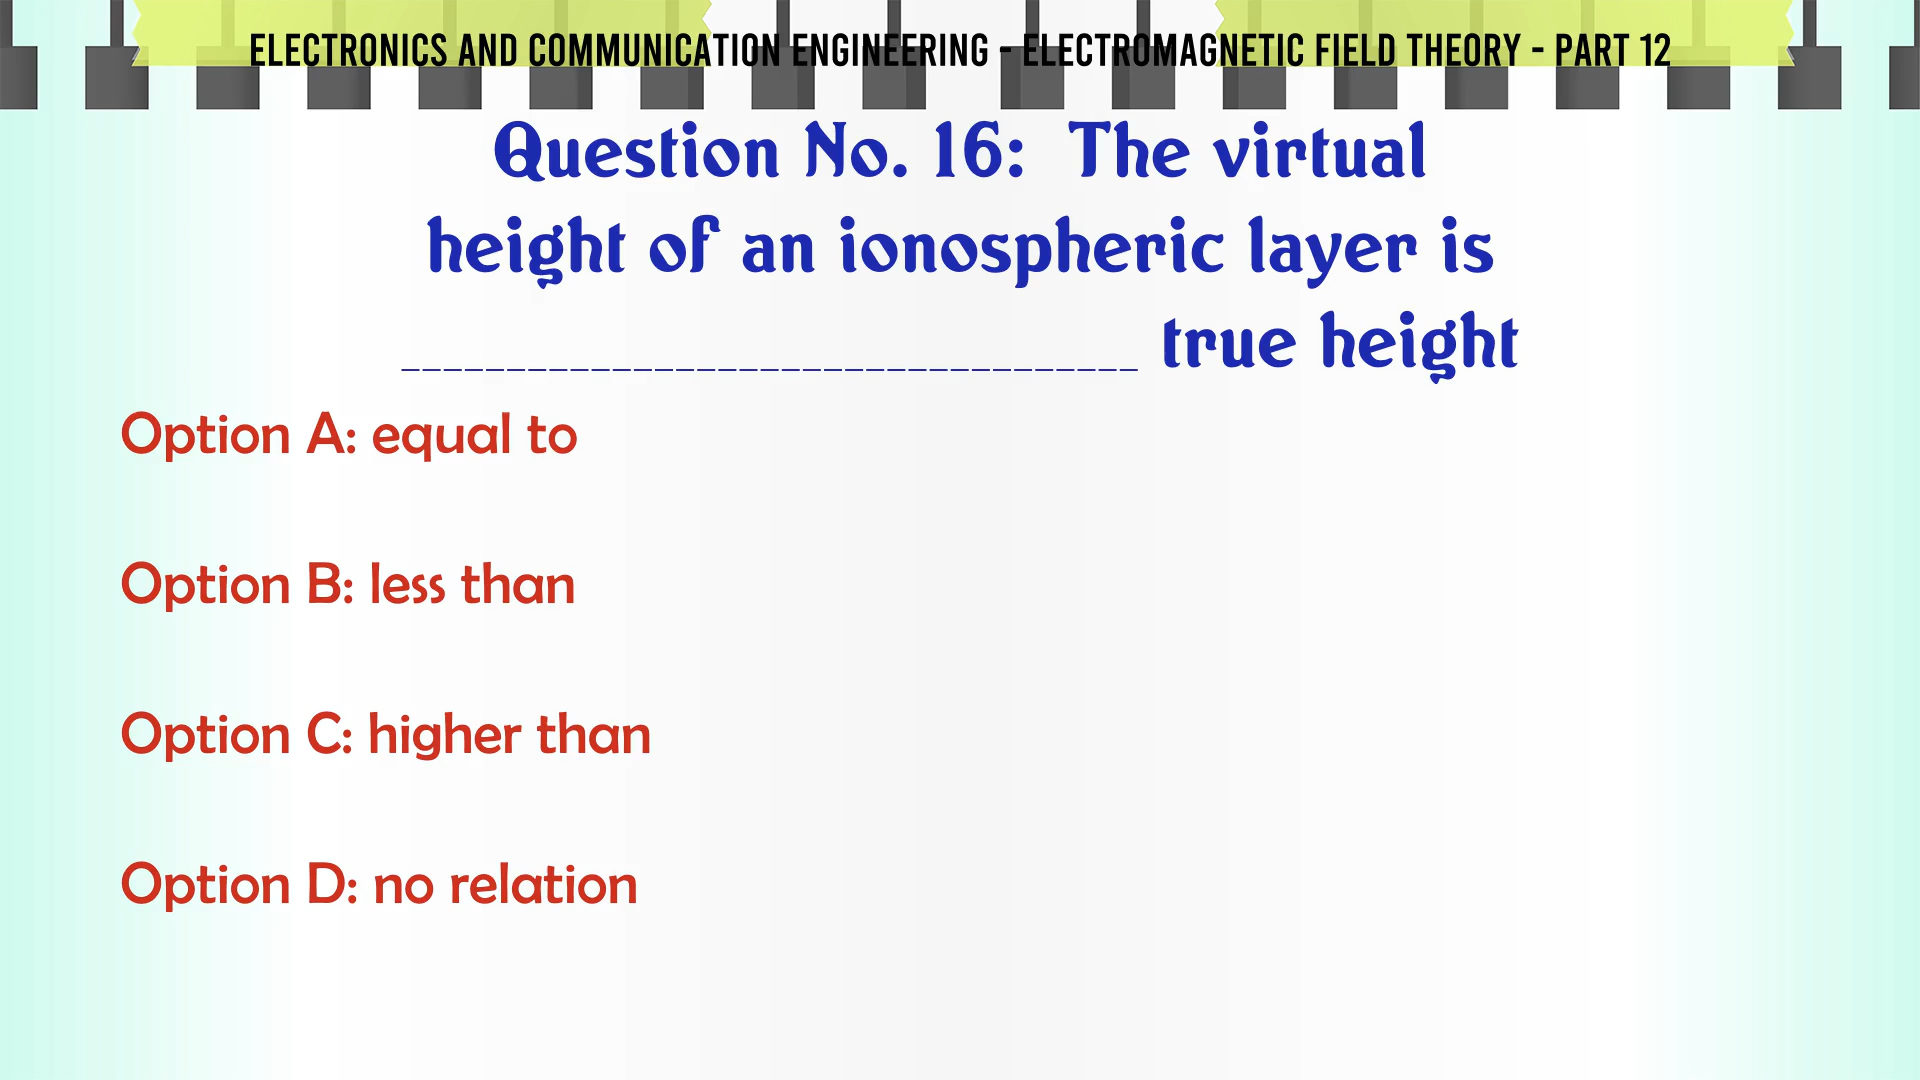 ELECTRONICS AND COMMUNICATION ENGINEERING - ELECTROMAGNETIC FIELD THEORY - PART 12
Question No. 16: The virtual
height of an ionospheric layer is
___________________________________ true height
Option A: equal to
Option B: less than
Option C: higher than
Option D: no relation